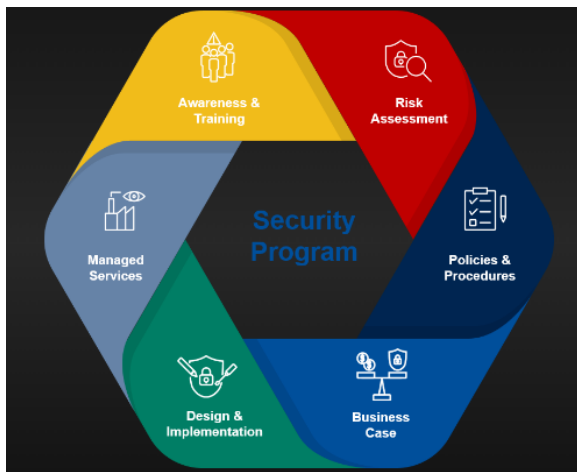 Awareness &
Training
Risk
Assessment
Security
Program
Managed
Services
Policies &
Procedures
Design &
Implementation
Business
Case